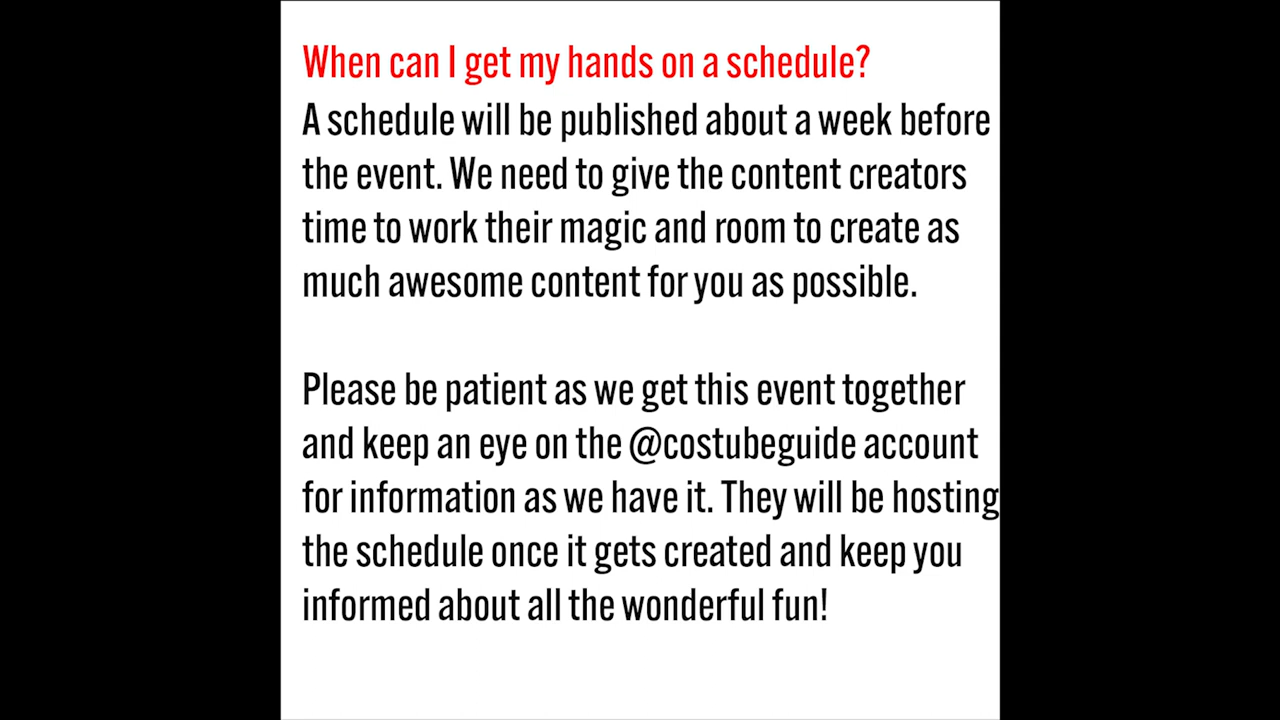 When can I get my hands on a schedule?
A schedule will be published about a week before
the event. We need to give the content creators
time to work their magic and room to create as
much awesome content for you as possible.
Please be patient as we get this event together
and keep an eye on the @costubeguide account
for information as we have it. They will be hosting
the schedule once it gets created and keep you
informed about all the wonderful fun!